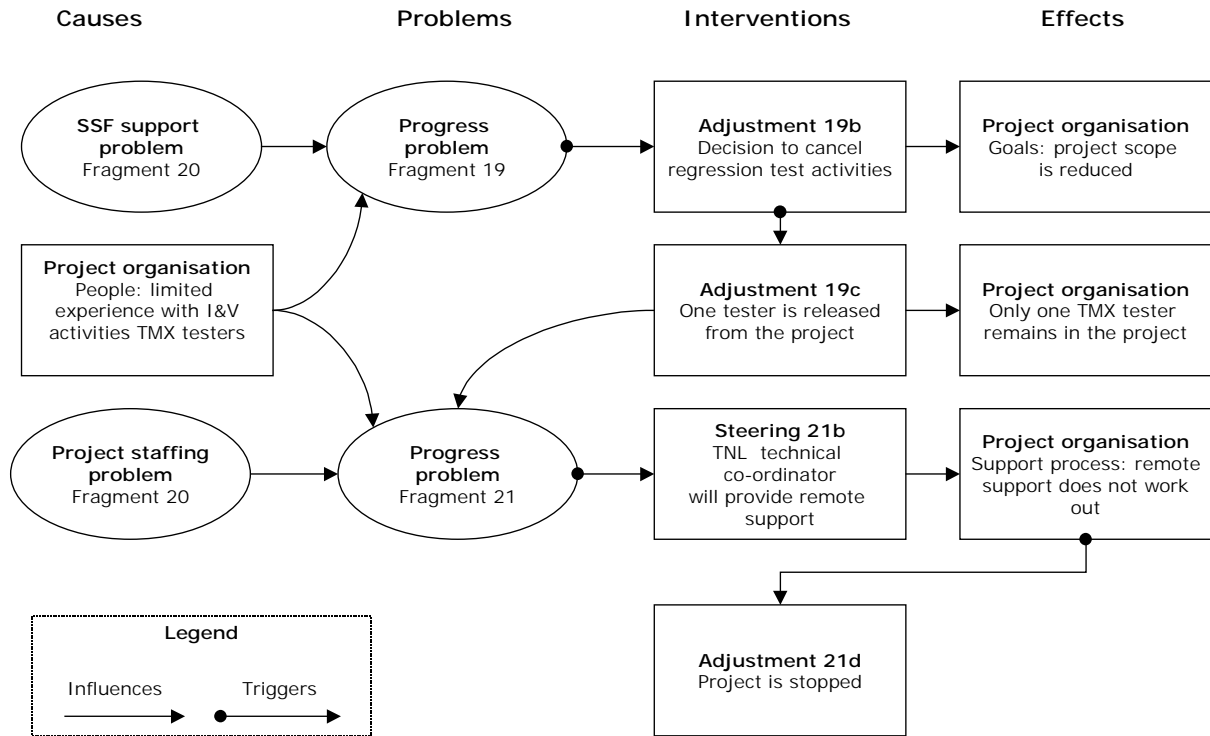 Causes
Problems
Interventions
Effects
SSF support
problem
Fragment 20
Progress
problem
Fragment 19
Adjustment 19b
Decision to cancel
regression test activities
Project organisation
Goals: project scope
is reduced
Project organisation
People: limited
experience with I&V
activities TMX testers
Adjustment 19c
One tester is released
from the project
Project organisation
Only one TMX tester
remains in the project
Project staffing
problem
Fragment 20
Progress
problem
Fragment 21
Steering 21b
TNL technical
co-ordinator
will provide remote
support
Project organisation
Support process: remote
support does not work
out
Adjustment 21d
Project is stopped
Legend
Influences
Triggers